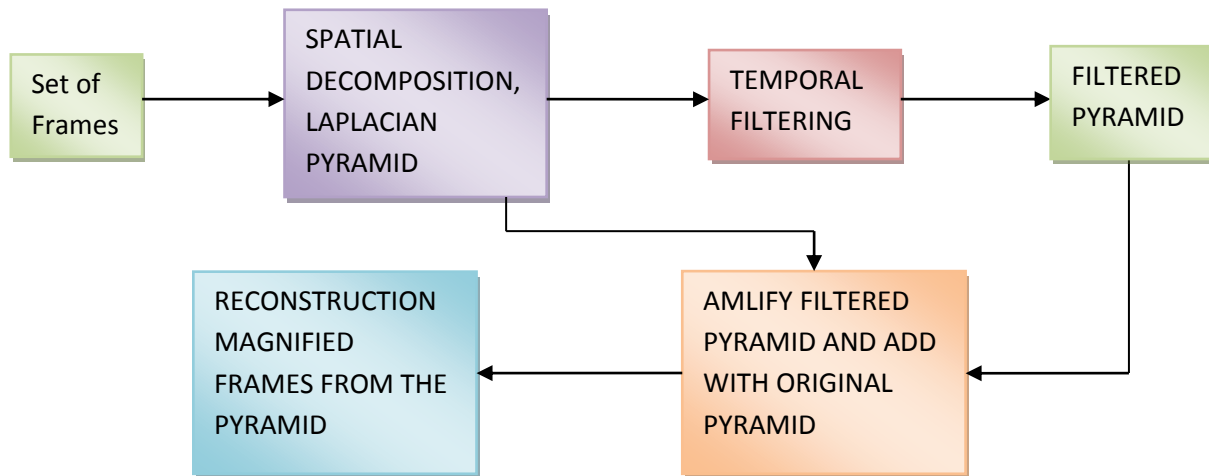 Set of
Frames
SPATIAL
DECOMPOSITION,
LAPLACIAN
PYRAMID
TEMPORAL
FILTERING
FILTERED
PYRAMID
AMLIFY FILTERED
PYRAMID AND ADD
WITH ORIGINAL
PYRAMID
RECONSTRUCTION
MAGNIFIED
FRAMES FROM THE
PYRAMID